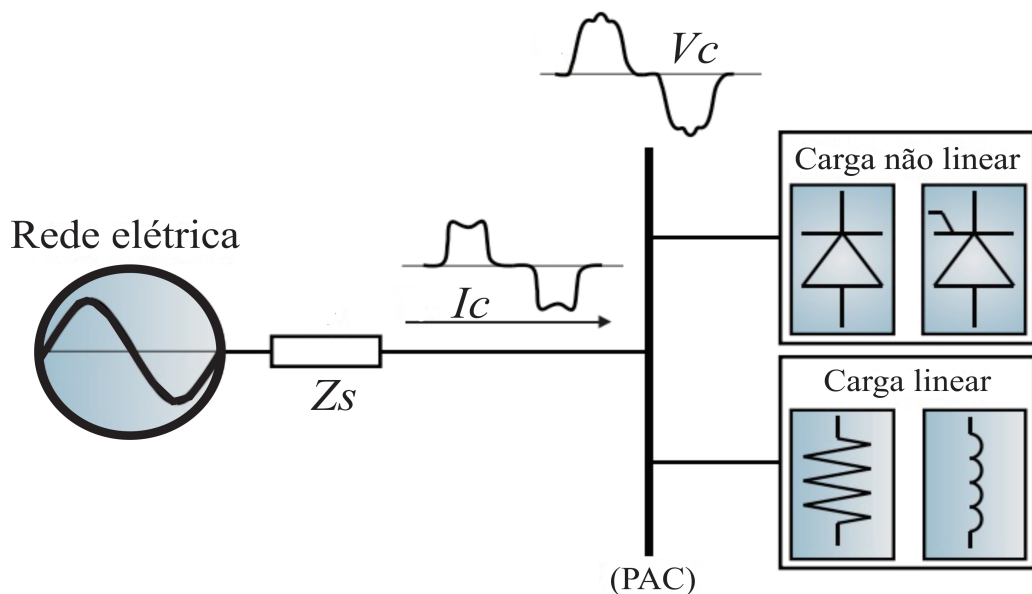 Vc
Carga não linear
Rede elétrica
Ic
Zs
Carga linear
(PAC)